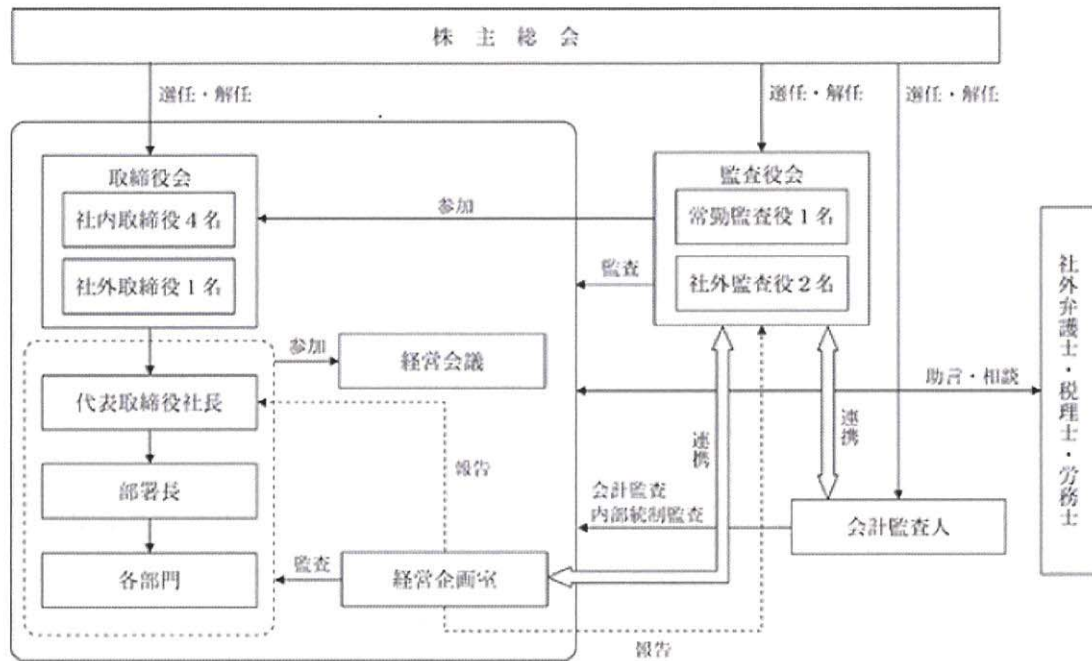 株主総会
選任・解任
選任・解任
選任・解任
取締役会
社内取締役4名
社外取締役1名
監査役会
常勤監査役1名
社外監査役2名
参加
監査
参加
経営会議
助言・相談
代表取締役社長
連携
連携
報告
部署長
会計監査
内部統制監査
会計監査人
監査
各部門
経営企画室
報告
社外弁護士・税理士・労務士